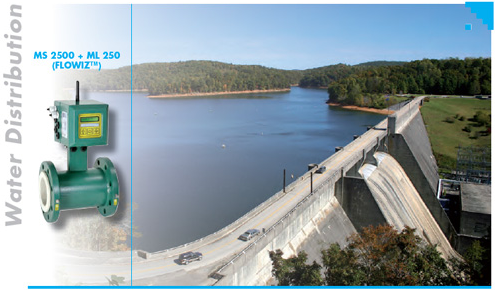 Water Distribution
MS 2500 + ML 250
(FLOWIZ™)